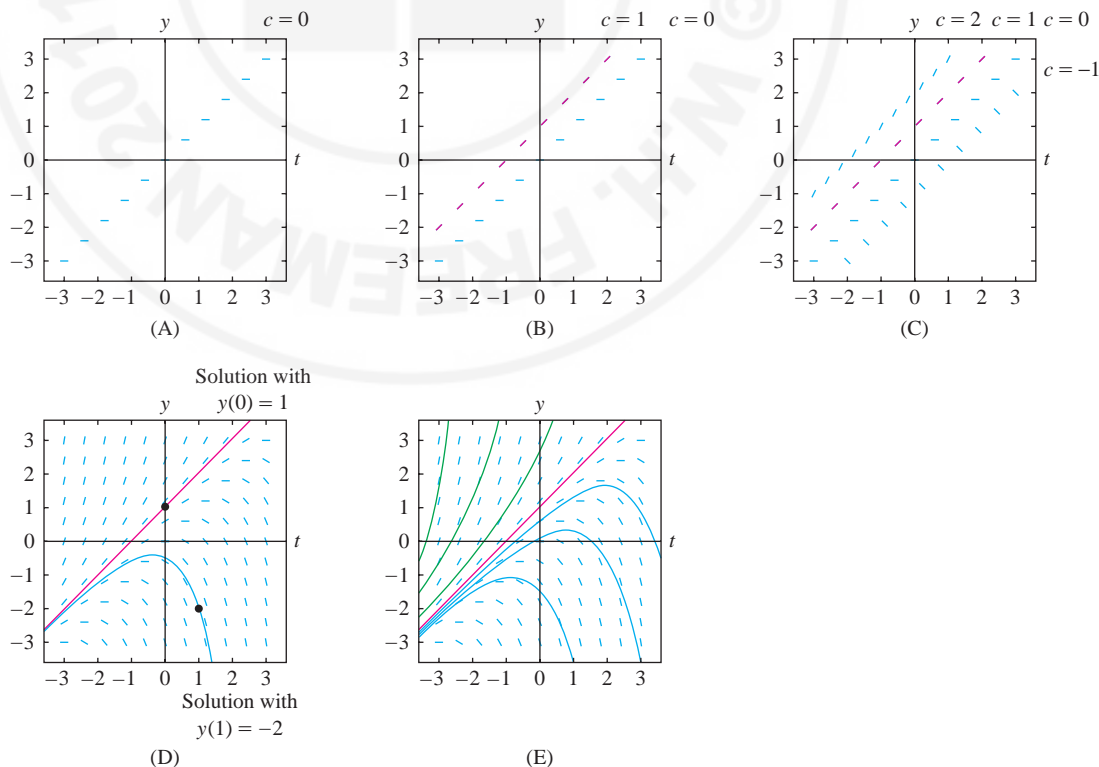 y c = 0
3
2
1
0 t
−1
−2
−3
−3 −2 −1 0 1 2 3
(A)
y c = 1 c = 0
3
2
1
0 t
−1
−2
−3
−3 −2 −1 0 1 2 3
(B)
y c = 2 c = 1 c = 0
c = −1
3
2
1
0 t
−1
−2
−3
−3 −2 −1 0 1 2 3
(C)
Solution with
y y(0) = 1
3
2
1
0 t
−1
−2
−3
−3 −2 −1 0 1 2 3
Solution with
y(1) = −2
(D)
y
3
2
1
0 t
−1
−2
−3
−3 −2 −1 0 1 2 3
(E)
© W.H. FREEMAN 2011